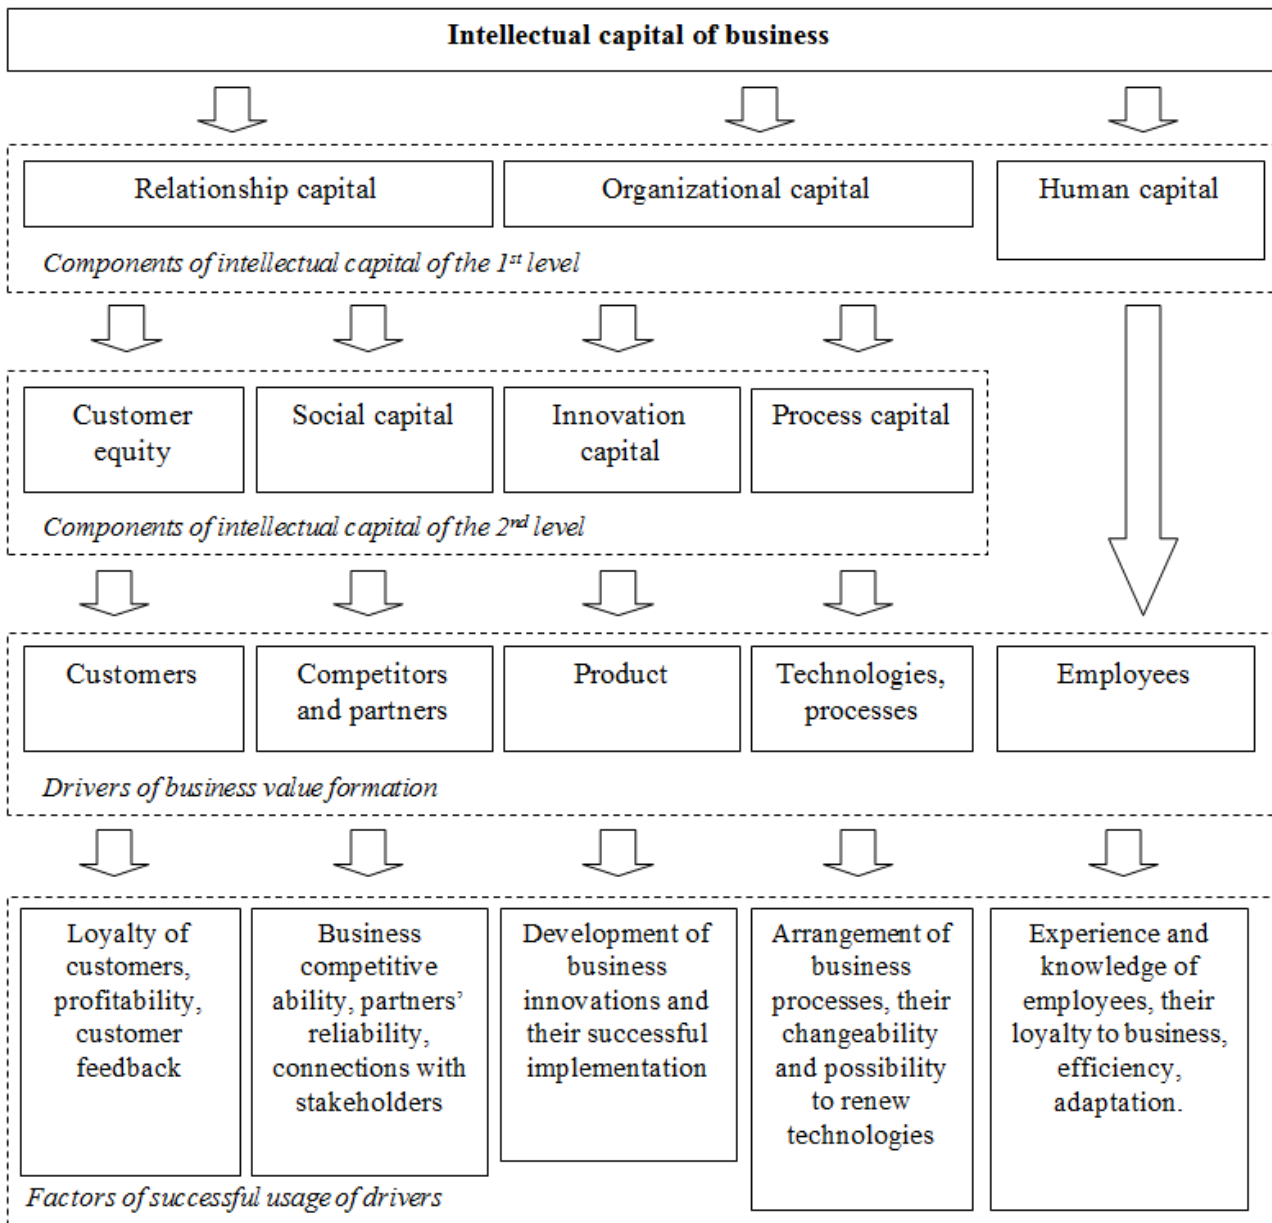 Intellectual capital of business
Relationship capital
Organizational capital
Human capital
Components of intellectual capital of the 1st level
Customer
equity
Social capital
Innovation
capital
Process capital
Components of intellectual capital of the 2nd level
Customers
Competitors
and partners
Product
Technologies,
processes
Employees
Drivers of business value formation
Loyalty of
customers,
profitability,
customer
feedback
Business
competitive
ability, partners’
reliability,
connections with
stakeholders
Development of
business
innovations and
their successful
implementation
Arrangement of
business
processes, their
changeability
and possibility
to renew
technologies
Experience and
knowledge of
employees, their
loyalty to business,
efficiency,
adaptation.
Factors of successful usage of drivers